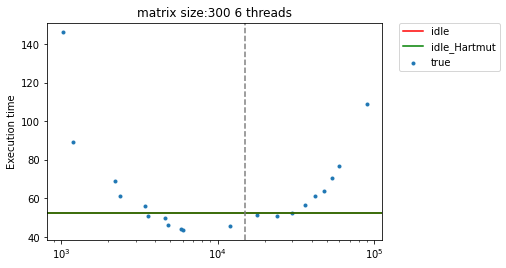 matrix size:300 6 threads
idle
idle_Hartmut
true
Execution time
140
120
100
80
60
40
10³
10⁴
10⁵